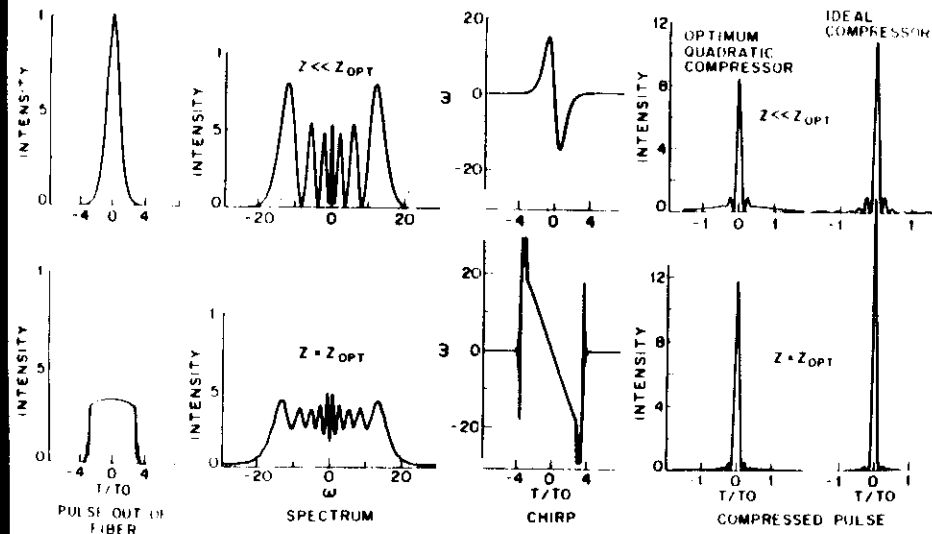 INTENSITY
1
5
0
-4 0 4
INTENSITY
1
5
0
Z << Z OPT
-20 0 20
ω
20
0
-20
-4 0 4
INTENSITY
12
8
4
0
OPTIMUM
QUADRATIC
COMPRESSOR
Z << Z OPT
IDEAL
COMPRESSOR
-1 0 1
-1 0 1
INTENSITY
1
5
0
-4 0 4
T/TO
PULSE OUT OF
FIBER
INTENSITY
1
5
0
Z = Z OPT
-20 0 20
ω
SPECTRUM
ω
20
0
-20
-4 0 4
T/TO
CHIRP
INTENSITY
12
8
4
0
Z = Z OPT
-1 0 1
T/TO
-1 0 1
T/TO
COMPRESSED PULSE